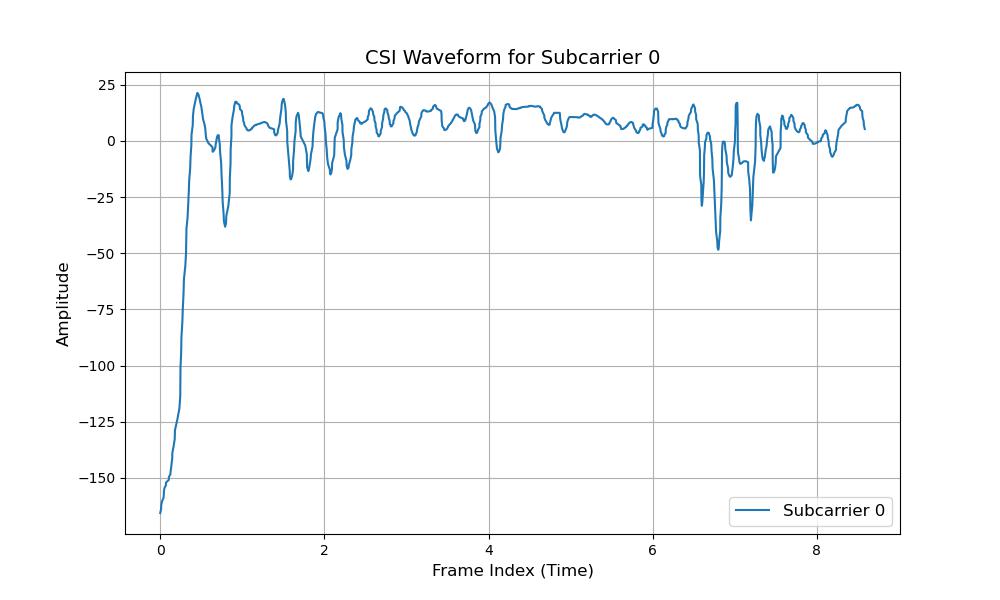 CSI Waveform for Subcarrier 0
Amplitude
25
0
−25
−50
−75
−100
−125
−150
0 2 4 6 8
Frame Index (Time)
Subcarrier 0